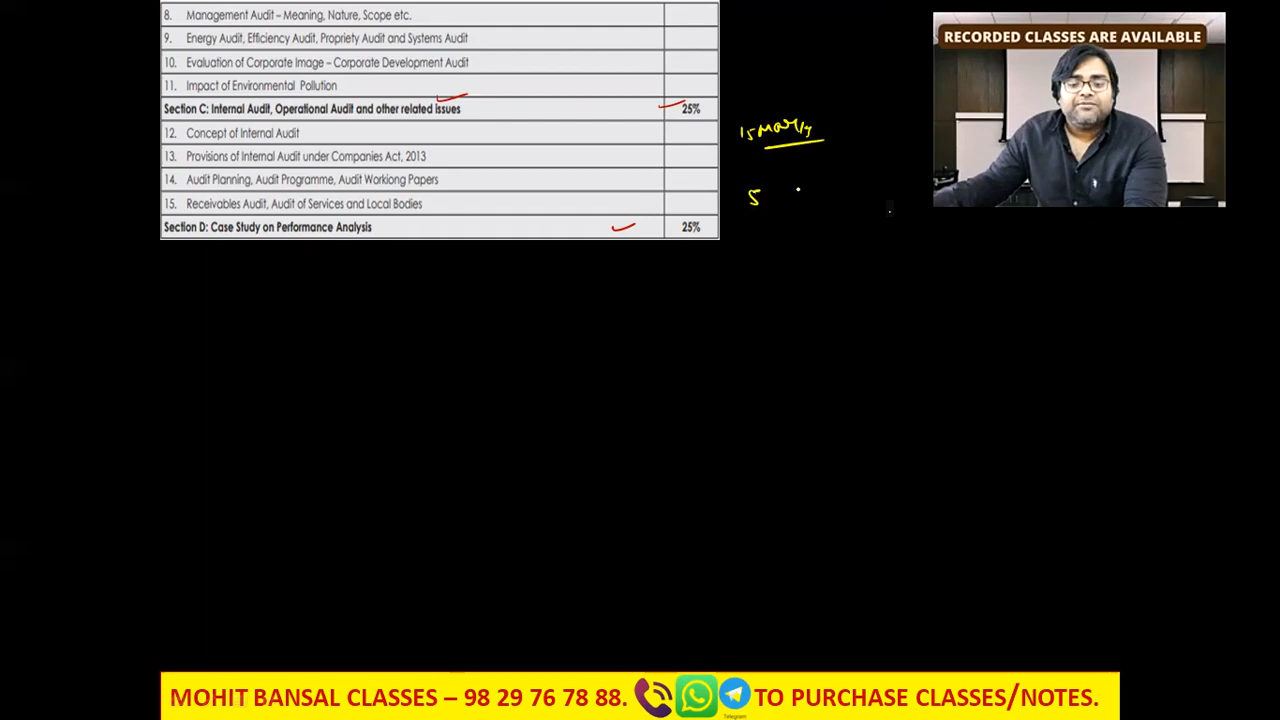 8. Management Audit – Meaning, Nature, Scope etc.
9. Energy Audit, Efficiency Audit, Propriety Audit and Systems Audit
10. Evaluation of Corporate Image – Corporate Development Audit
11. Impact of Environmental Pollution
Section C: Internal Audit, Operational Audit and other related issues 25%
12. Concept of Internal Audit
13. Provisions of Internal Audit under Companies Act, 2013
14. Audit Planning, Audit Programme, Audit Workiong Papers
15. Receivables Audit, Audit of Services and Local Bodies
Section D: Case Study on Performance Analysis 25%
15 Marks
5
RECORDED CLASSES ARE AVAILABLE
MOHIT BANSAL CLASSES – 98 29 76 78 88. TO PURCHASE CLASSES/NOTES.
Telegram